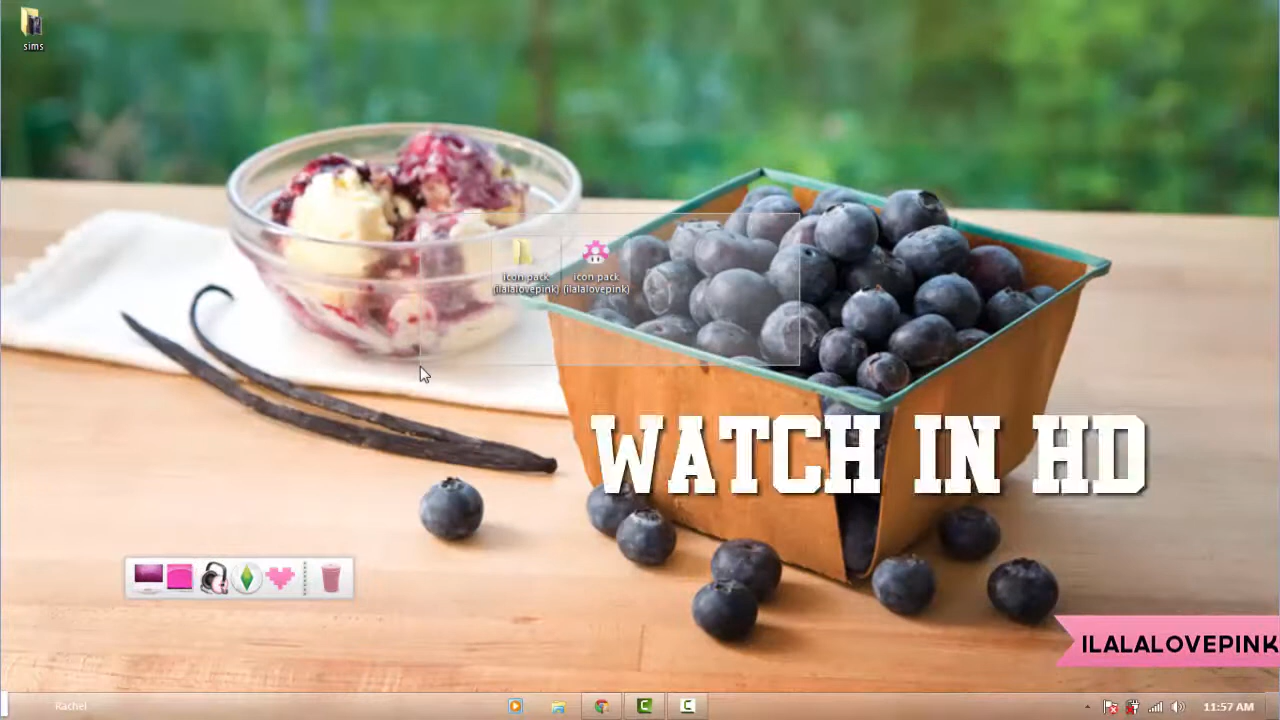 sims
icon pack
(ilalalovepink)
icon pack
(ilalalovepink)
WATCH IN HD
ILALALOVEPINK
Rachel
11:57 AM